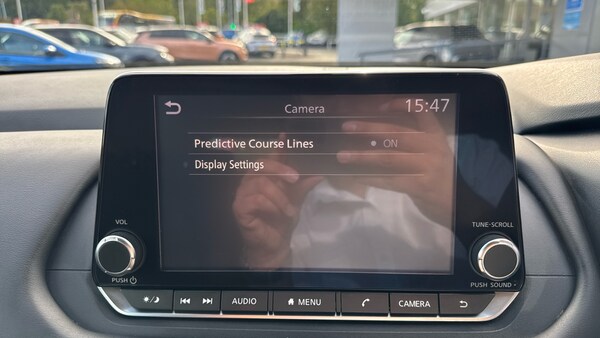 Camera
15:47
Predictive Course Lines ON
Display Settings
VOL
TUNE•SCROLL
PUSH
PUSH SOUND
AUDIO
MENU
CAMERA